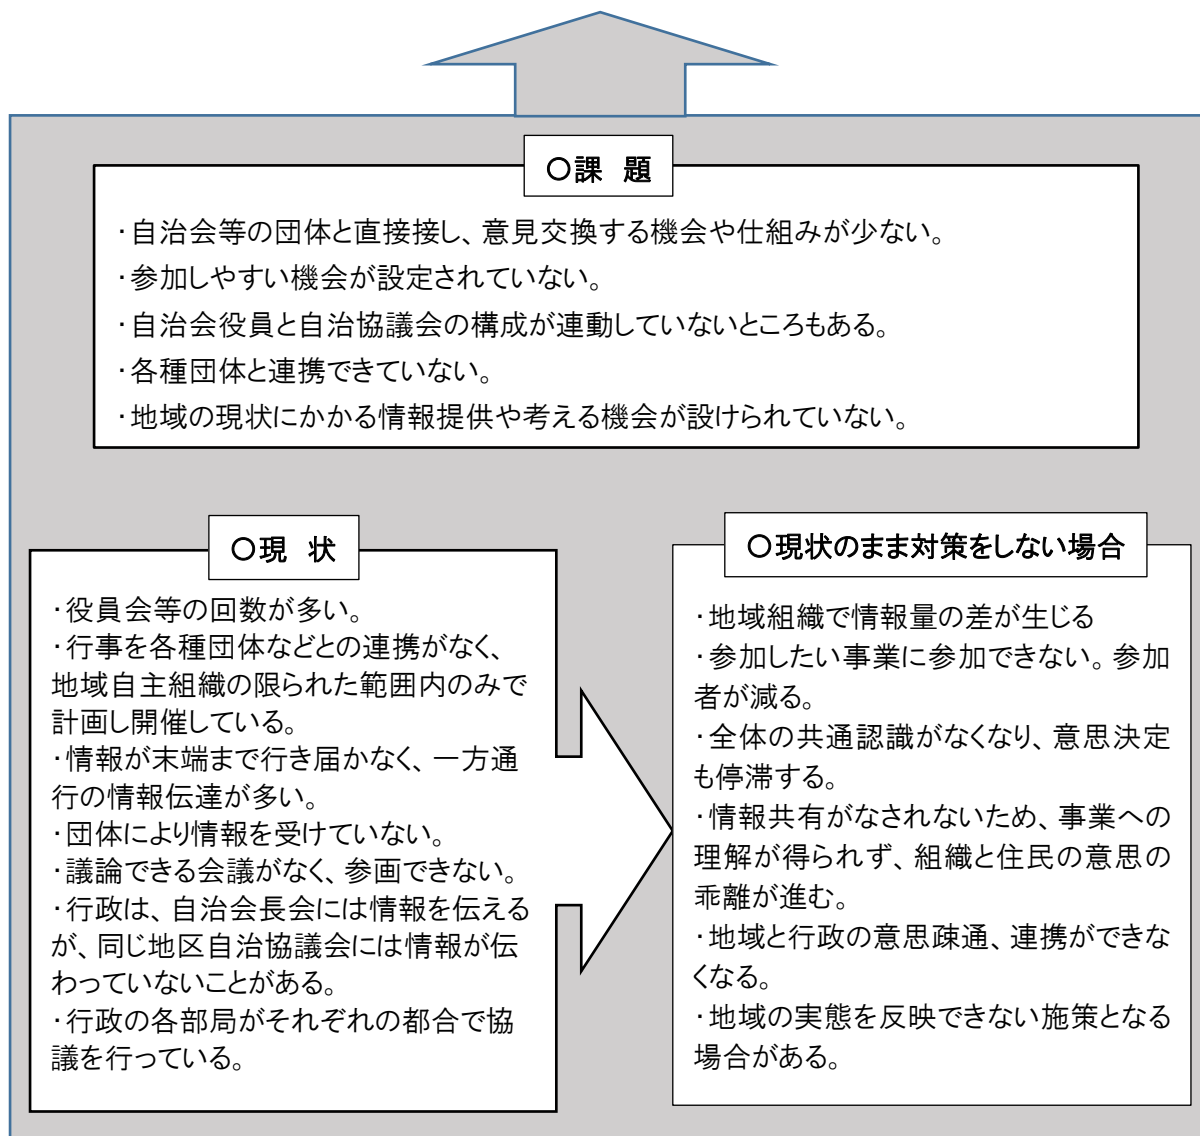 〇課　題
・自治会等の団体と直接接し、意見交換する機会や仕組みが少ない。
・参加しやすい機会が設定されていない。
・自治会役員と自治協議会の構成が連動していないところもある。
・各種団体と連携できていない。
・地域の現状にかかる情報提供や考える機会が設けられていない。
〇現　状
・役員会等の回数が多い。
・行事を各種団体などとの連携がなく、
地域自主組織の限られた範囲内のみで
計画し開催している。
・情報が末端まで行き届かなく、一方通
行の情報伝達が多い。
・団体により情報を受けていない。
・議論できる会議がなく、参画できない。
・行政は、自治会長会には情報を伝える
が、同じ地区自治協議会には情報が伝
わっていないことがある。
・行政の各部局がそれぞれの都合で協
議を行っている。
〇現状のまま対策をしない場合
・地域組織で情報量の差が生じる
・参加したい事業に参加できない。参加
者が減る。
・全体の共通認識がなくなり、意思決定
も停滞する。
・情報共有がなされないため、事業への
理解が得られず、組織と住民の意思の
乖離が進む。
・地域と行政の意思疎通、連携ができな
くなる。
・地域の実態を反映できない施策となる
場合がある。